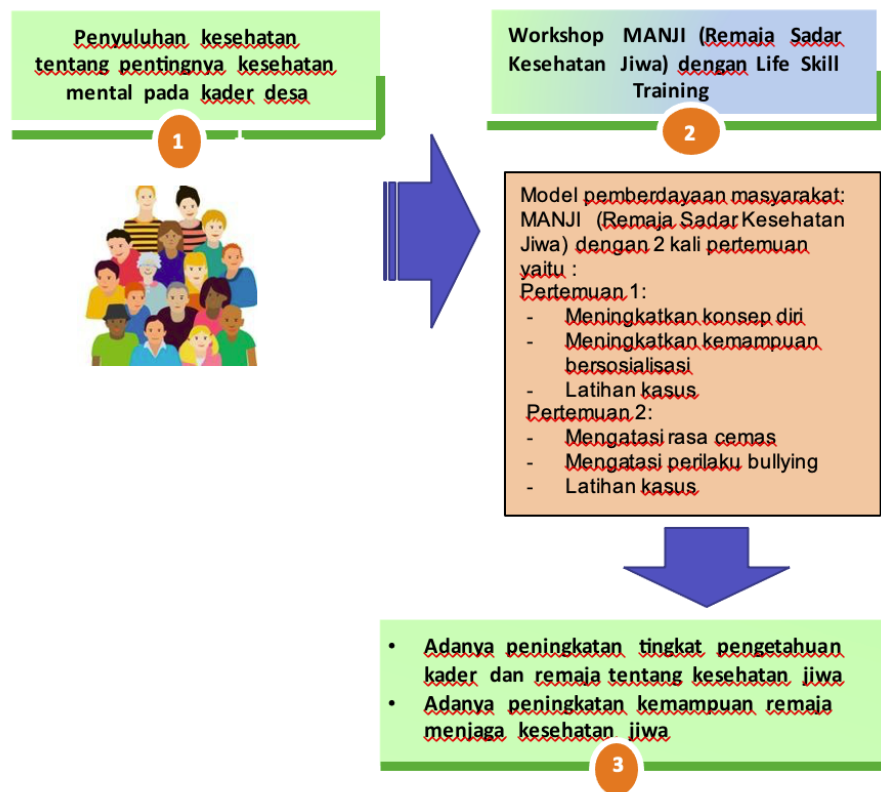 Penyuluhan kesehatan
tentang pentingnya kesehatan
mental pada kader desa
1
Workshop MANJI (Remaja Sadar
Kesehatan Jiwa) dengan Life Skill
Training
2
Model pemberdayaan masyarakat:
MANJI (Remaja Sadar Kesehatan
Jiwa) dengan 2 kali pertemuan
yaitu :
Pertemuan 1:
- Meningkatkan konsep diri
- Meningkatkan kemampuan
bersosialisasi
- Latihan kasus
Pertemuan 2:
- Mengatasi rasa cemas
- Mengatasi perilaku bullying
- Latihan kasus
• Adanya peningkatan tingkat pengetahuan
kader dan remaja tentang kesehatan jiwa
• Adanya peningkatan kemampuan remaja
menjaga kesehatan jiwa
3